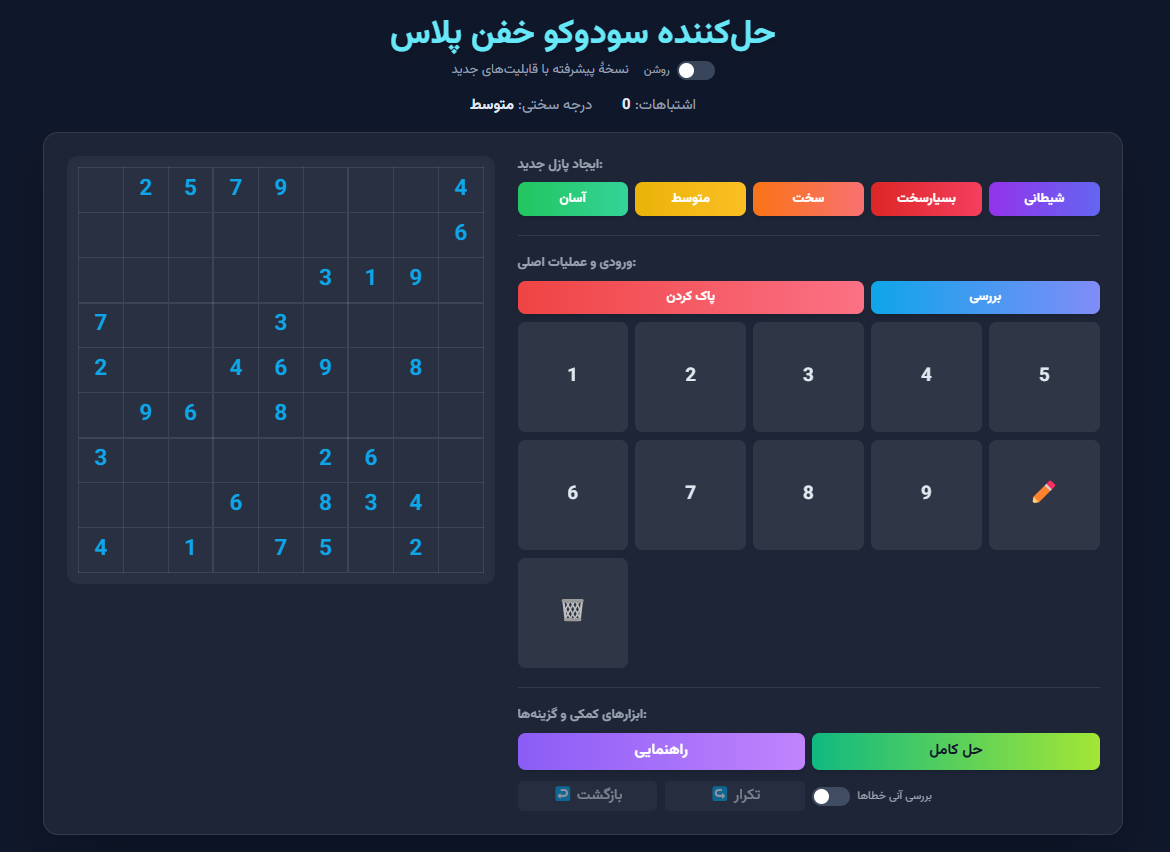 حل‌کننده سودوکو خفن پلاس
نسخهٔ پیشرفته با قابلیت‌های جدید روشن
اشتباهات: 0 درجه سختی: متوسط
ایجاد پازل جدید:
آسان متوسط سخت بسیارسخت شیطانی
ورودی و عملیات اصلی:
پاک کردن بررسی
1 2 3 4 5
6 7 8 9
ابزارهای کمکی و گزینه‌ها:
راهنمایی حل کامل
بازگشت تکرار بررسی آنی خطاها
2 5 7 9 4
6
3 1 9
7 3
2 4 6 9 8
9 6 8
3 2 6
6 8 3 4
4 1 7 5 2